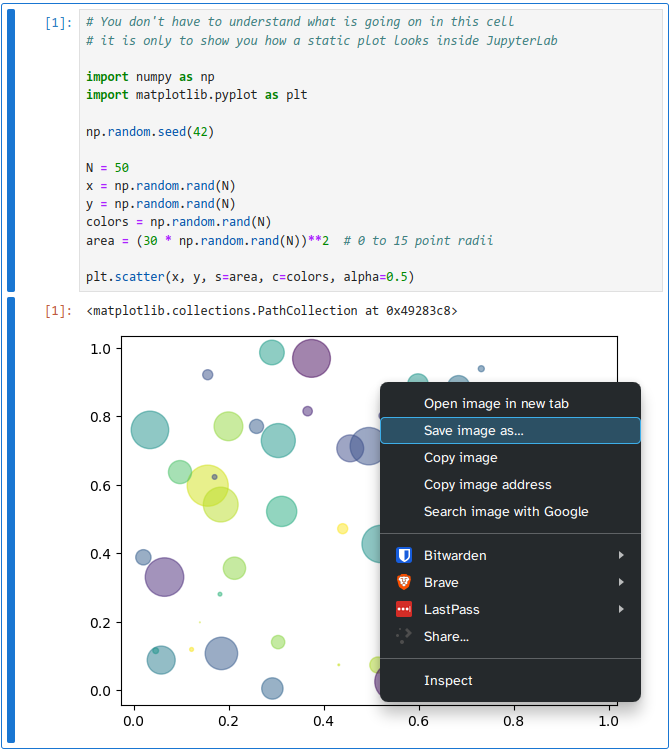 [1]: # You don't have to understand what is going on in this cell
# it is only to show you how a static plot looks inside JupyterLab
import numpy as np
import matplotlib.pyplot as plt
np.random.seed(42)
N = 50
x = np.random.rand(N)
y = np.random.rand(N)
colors = np.random.rand(N)
area = (30 * np.random.rand(N))**2  # 0 to 15 point radii
plt.scatter(x, y, s=area, c=colors, alpha=0.5)
[1]: <matplotlib.collections.PathCollection at 0x49283c8>
1.0
0.8
0.6
0.4
0.2
0.0
0.0 0.2 0.4 0.6 0.8 1.0
Open image in new tab
Save image as...
Copy image
Copy image address
Search image with Google
Bitwarden
Brave
LastPass
Share...
Inspect